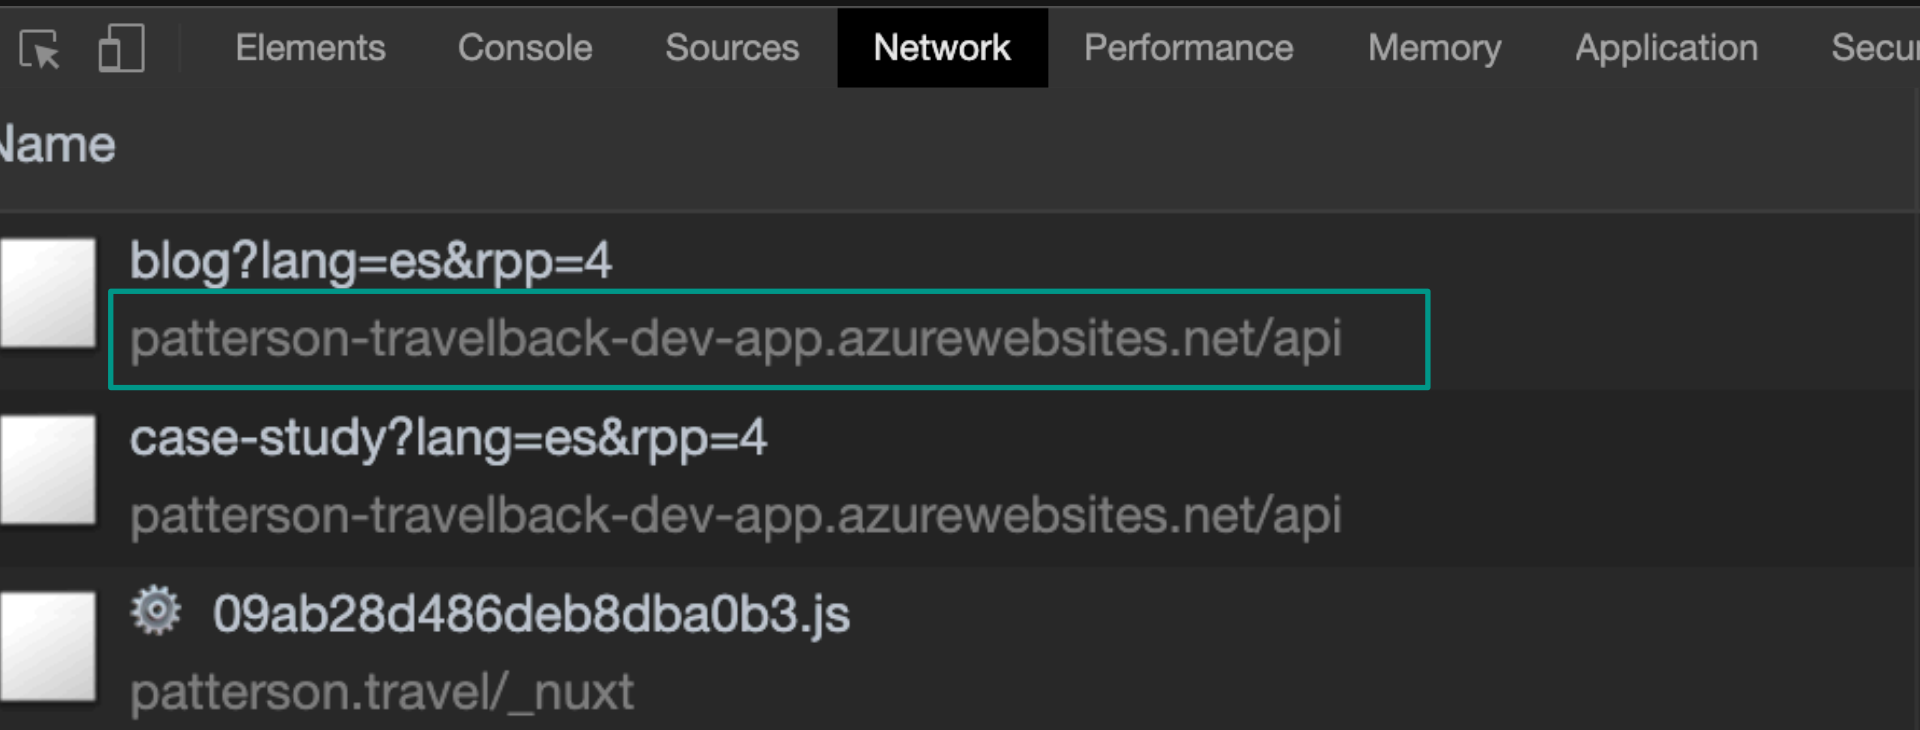 Elements Console Sources Network Performance Memory Application Secur
Name
blog?lang=es&rpp=4
patterson-travelback-dev-app.azurewebsites.net/api
case-study?lang=es&rpp=4
patterson-travelback-dev-app.azurewebsites.net/api
09ab28d486deb8dba0b3.js
patterson.travel/_nuxt